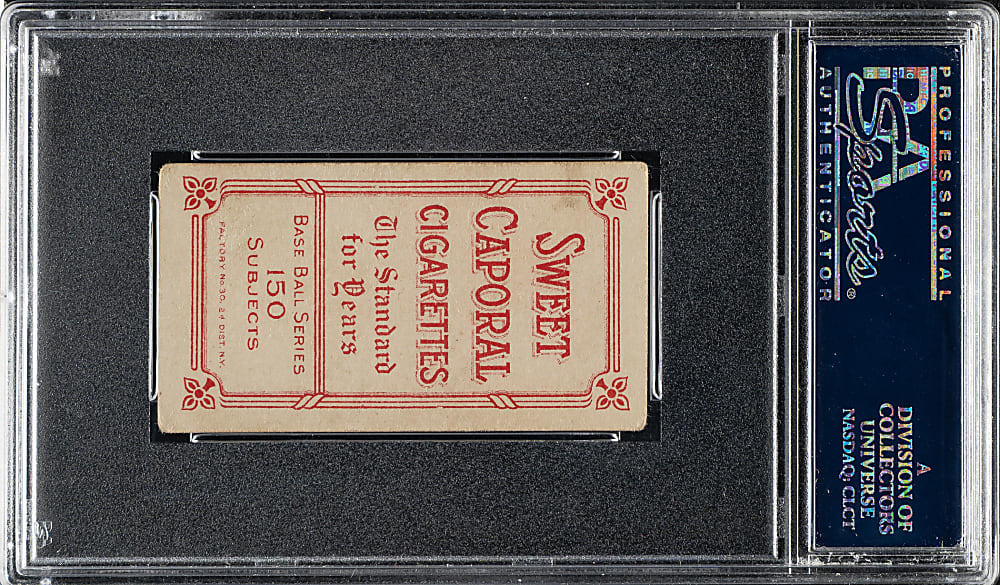 PROFESSIONAL
PSA
Sports®
AUTHENTICATOR
A
DIVISION OF
COLLECTORS
UNIVERSE
NASDAQ: CLCT
SWEET
CAPORAL
CIGARETTES
The Standard
for Years
BASE BALL SERIES
150
SUBJECTS
FACTORY No. 30, 2d DIST. N.Y.